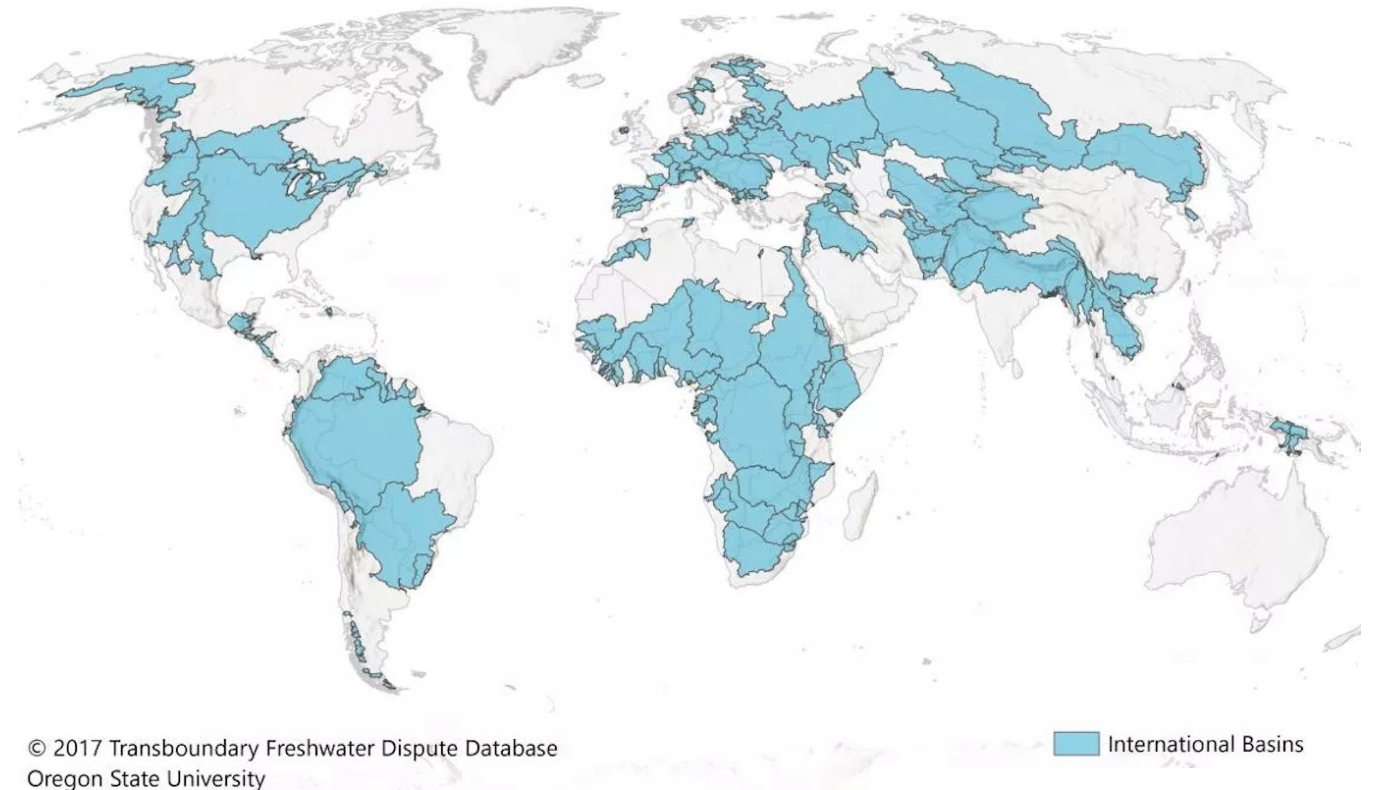 © 2017 Transboundary Freshwater Dispute Database
Oregon State University
International Basins